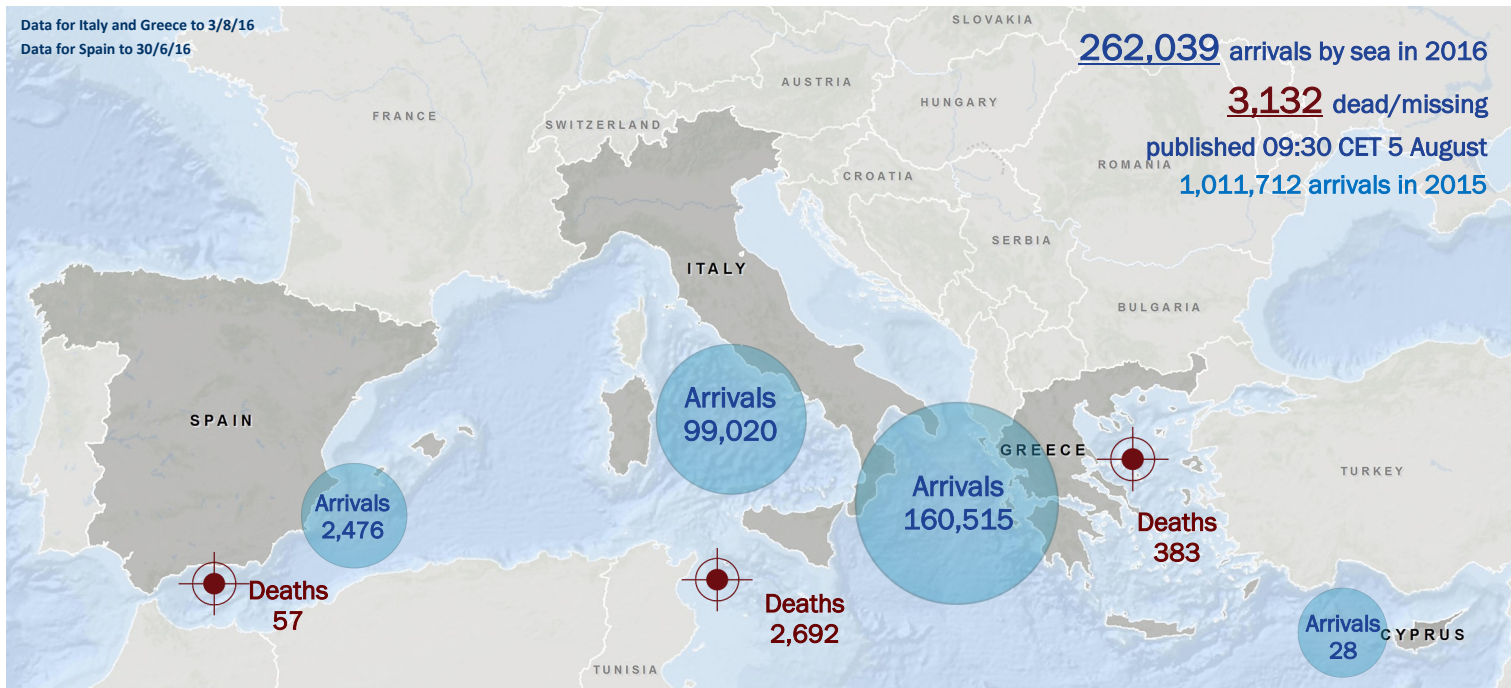 Data for Italy and Greece to 3/8/16
Data for Spain to 30/6/16
262,039 arrivals by sea in 2016
3,132 dead/missing
published 09:30 CET 5 August
1,011,712 arrivals in 2015
SLOVAKIA
AUSTRIA
HUNGARY
FRANCE
SWITZERLAND
ROMANIA
CROATIA
SERBIA
ITALY
BULGARIA
SPAIN
Arrivals
99,020
GREECE
TURKEY
Arrivals
2,476
Arrivals
160,515
Deaths
383
Deaths
57
Deaths
2,692
Arrivals
28
CYPRUS
TUNISIA